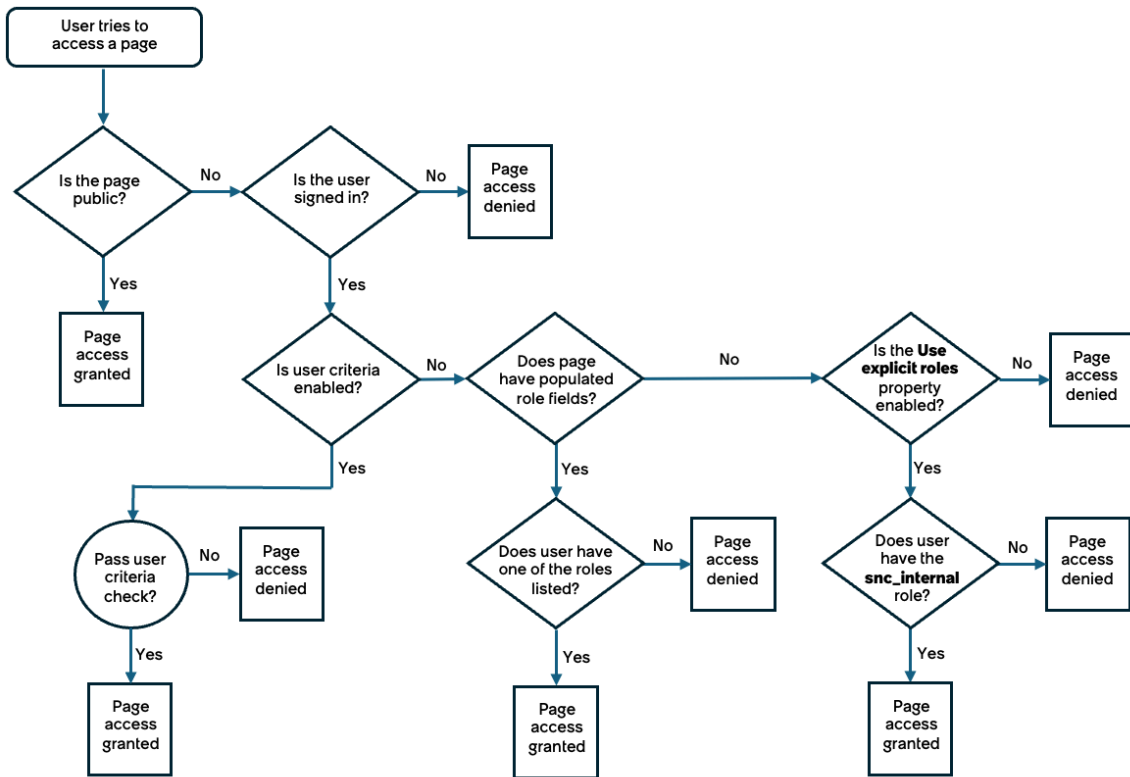 User tries to
access a page
Is the page
public?
No
Is the user
signed in?
No
Page
access
denied
Yes
Page
access
granted
Yes
Is user criteria
enabled?
No
Does page
have populated
role fields?
No
Is the Use
explicit roles
property
enabled?
No
Page
access
denied
Yes
Pass user
criteria
check?
No
Page
access
denied
Yes
Page
access
granted
Yes
Does user have
one of the roles
listed?
No
Page
access
denied
Yes
Page
access
granted
Yes
Does user
have the
snc_internal
role?
No
Page
access
denied
Yes
Page
access
granted